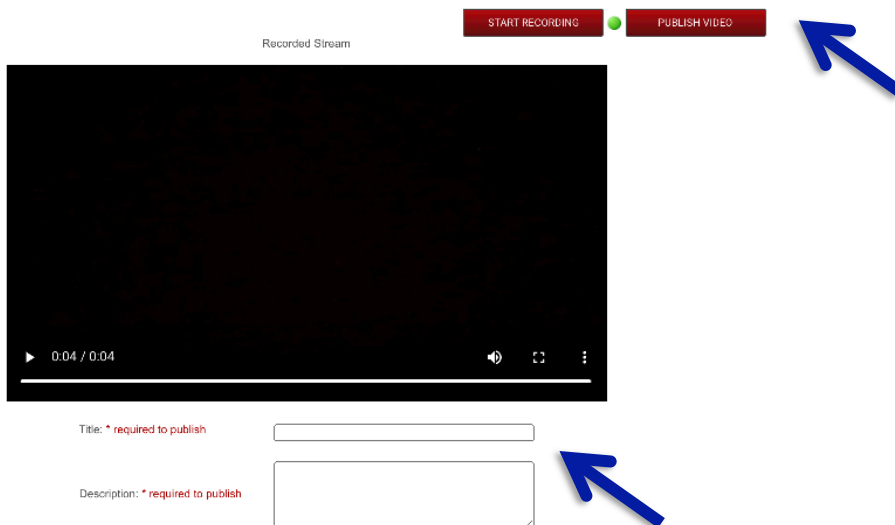 START RECORDING
PUBLISH VIDEO
Recorded Stream
0:04 / 0:04
Title: * required to publish
Description: * required to publish